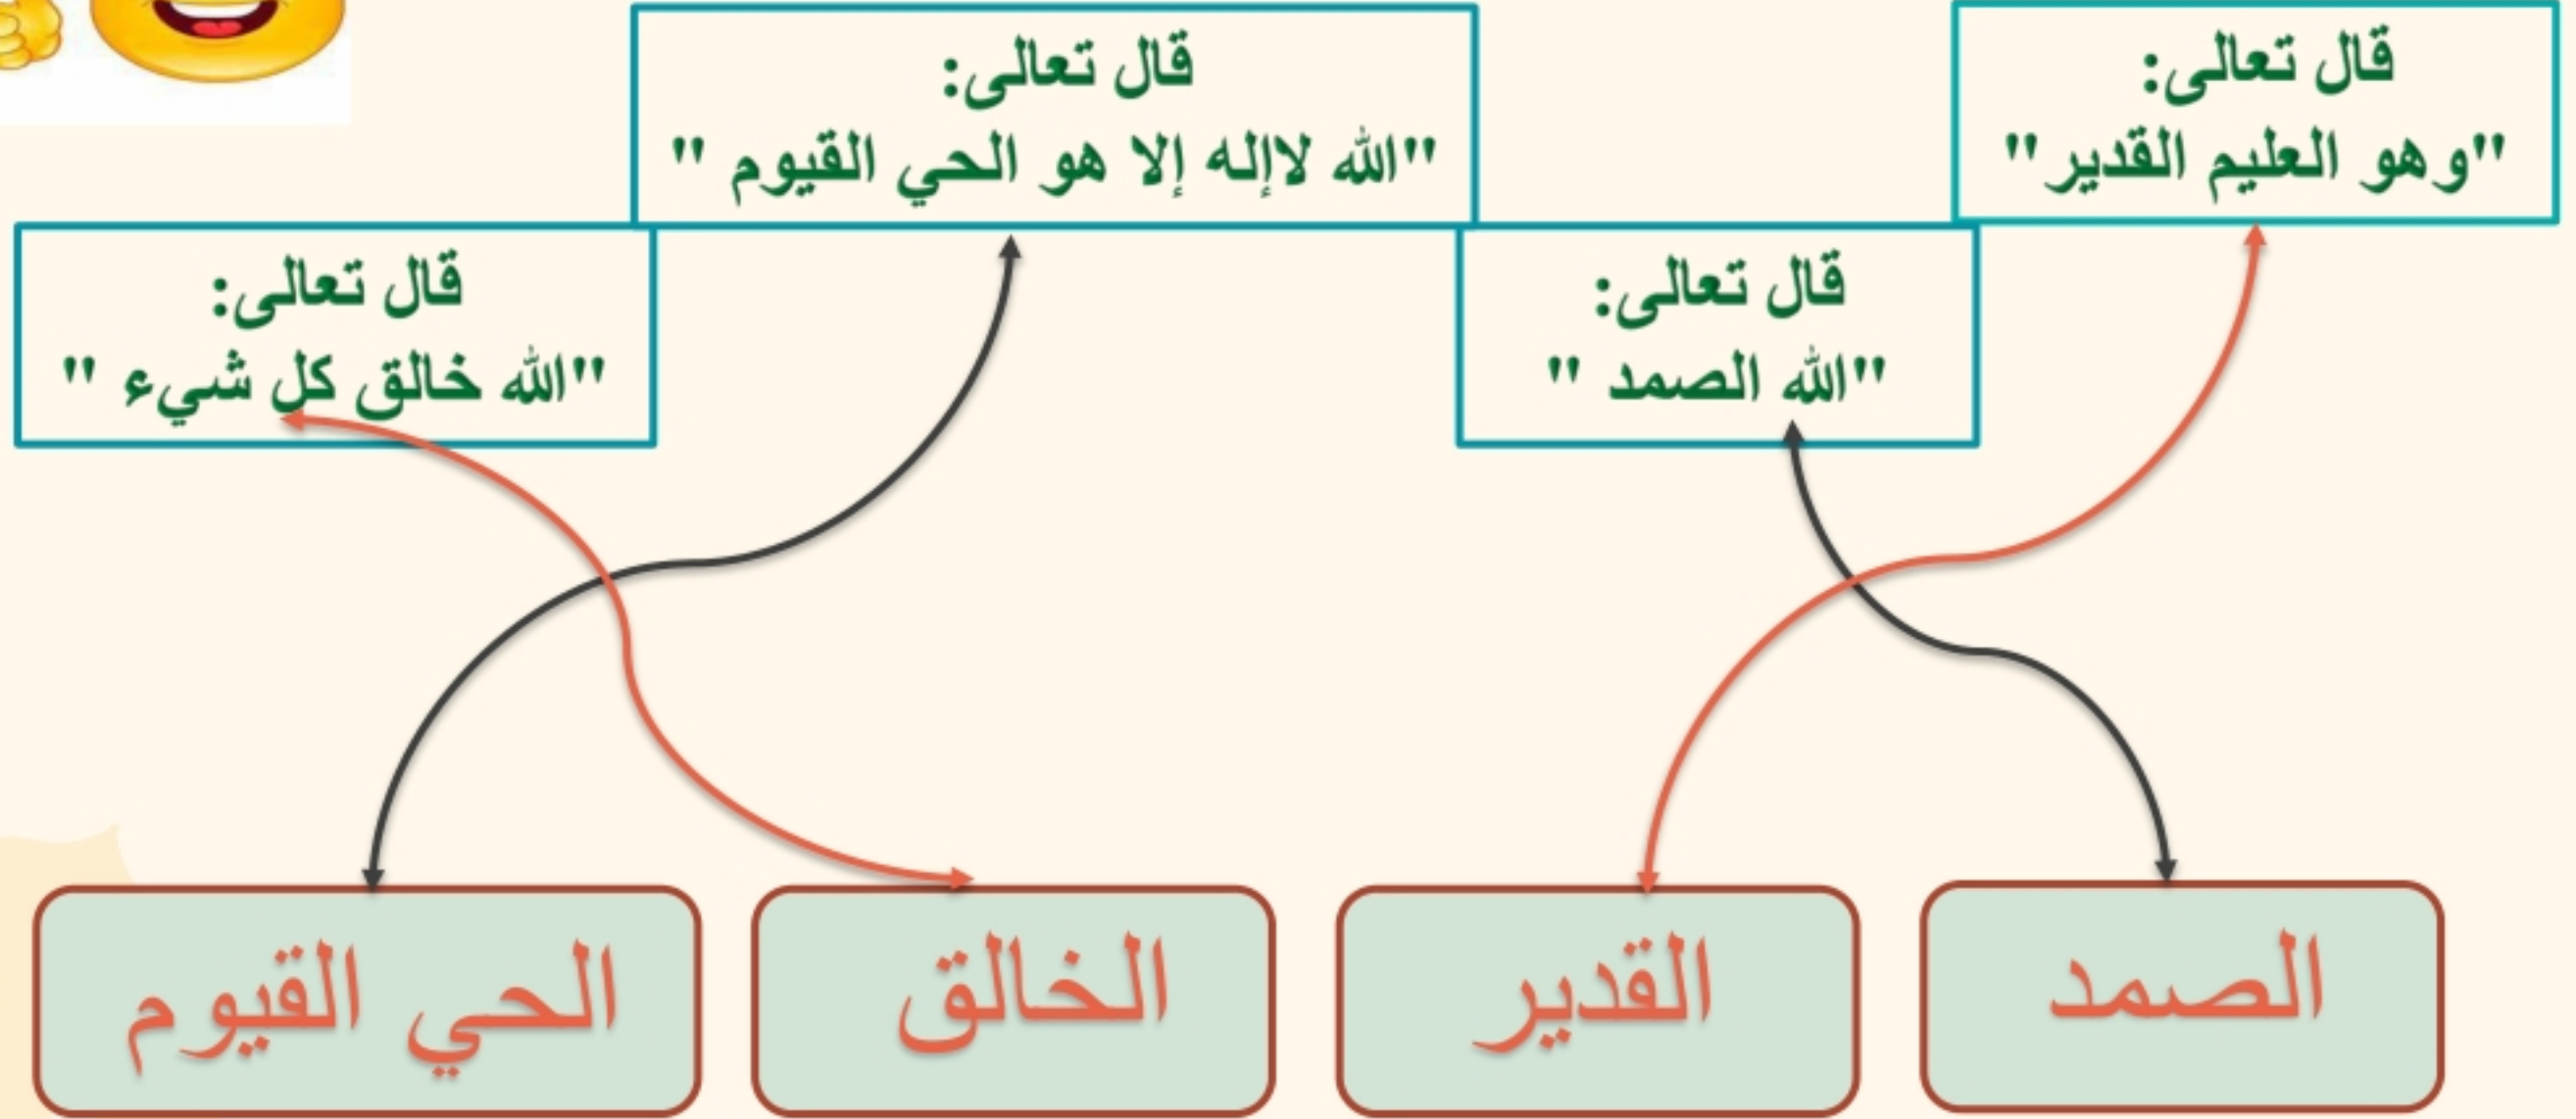 قال تعالى:
"وهو العليم القدير"
قال تعالى:
"الله لاإله إلا هو الحي القيوم "
قال تعالى:
"الله الصمد "
قال تعالى:
"الله خالق كل شيء "
الصمد
القدير
الخالق
الحي القيوم